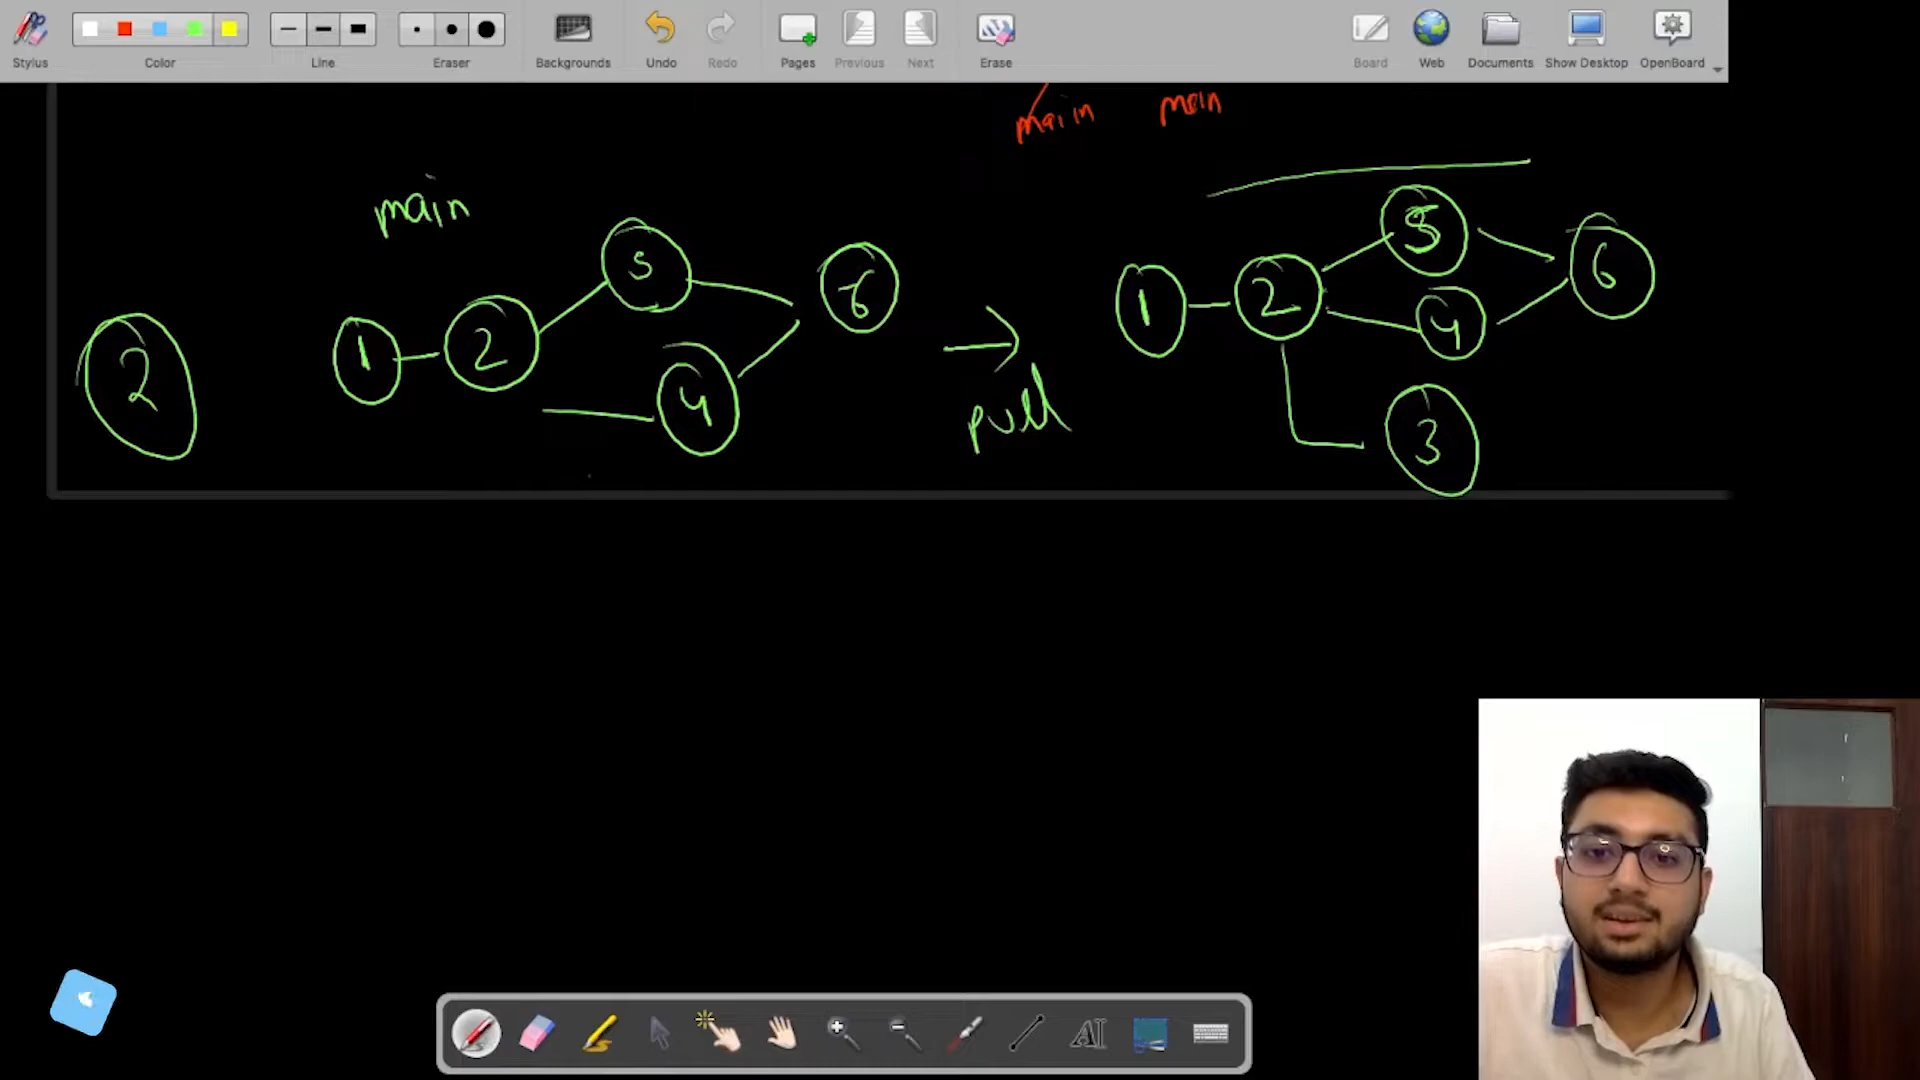 Stylus
Color
Line
Eraser
Backgrounds
Undo
Redo
Pages
Previous
Next
Erase
Board
Web
Documents
Show Desktop
OpenBoard
main main
main
2
1 2 5 4 6
pull
1 2 5 4 6
3
AI